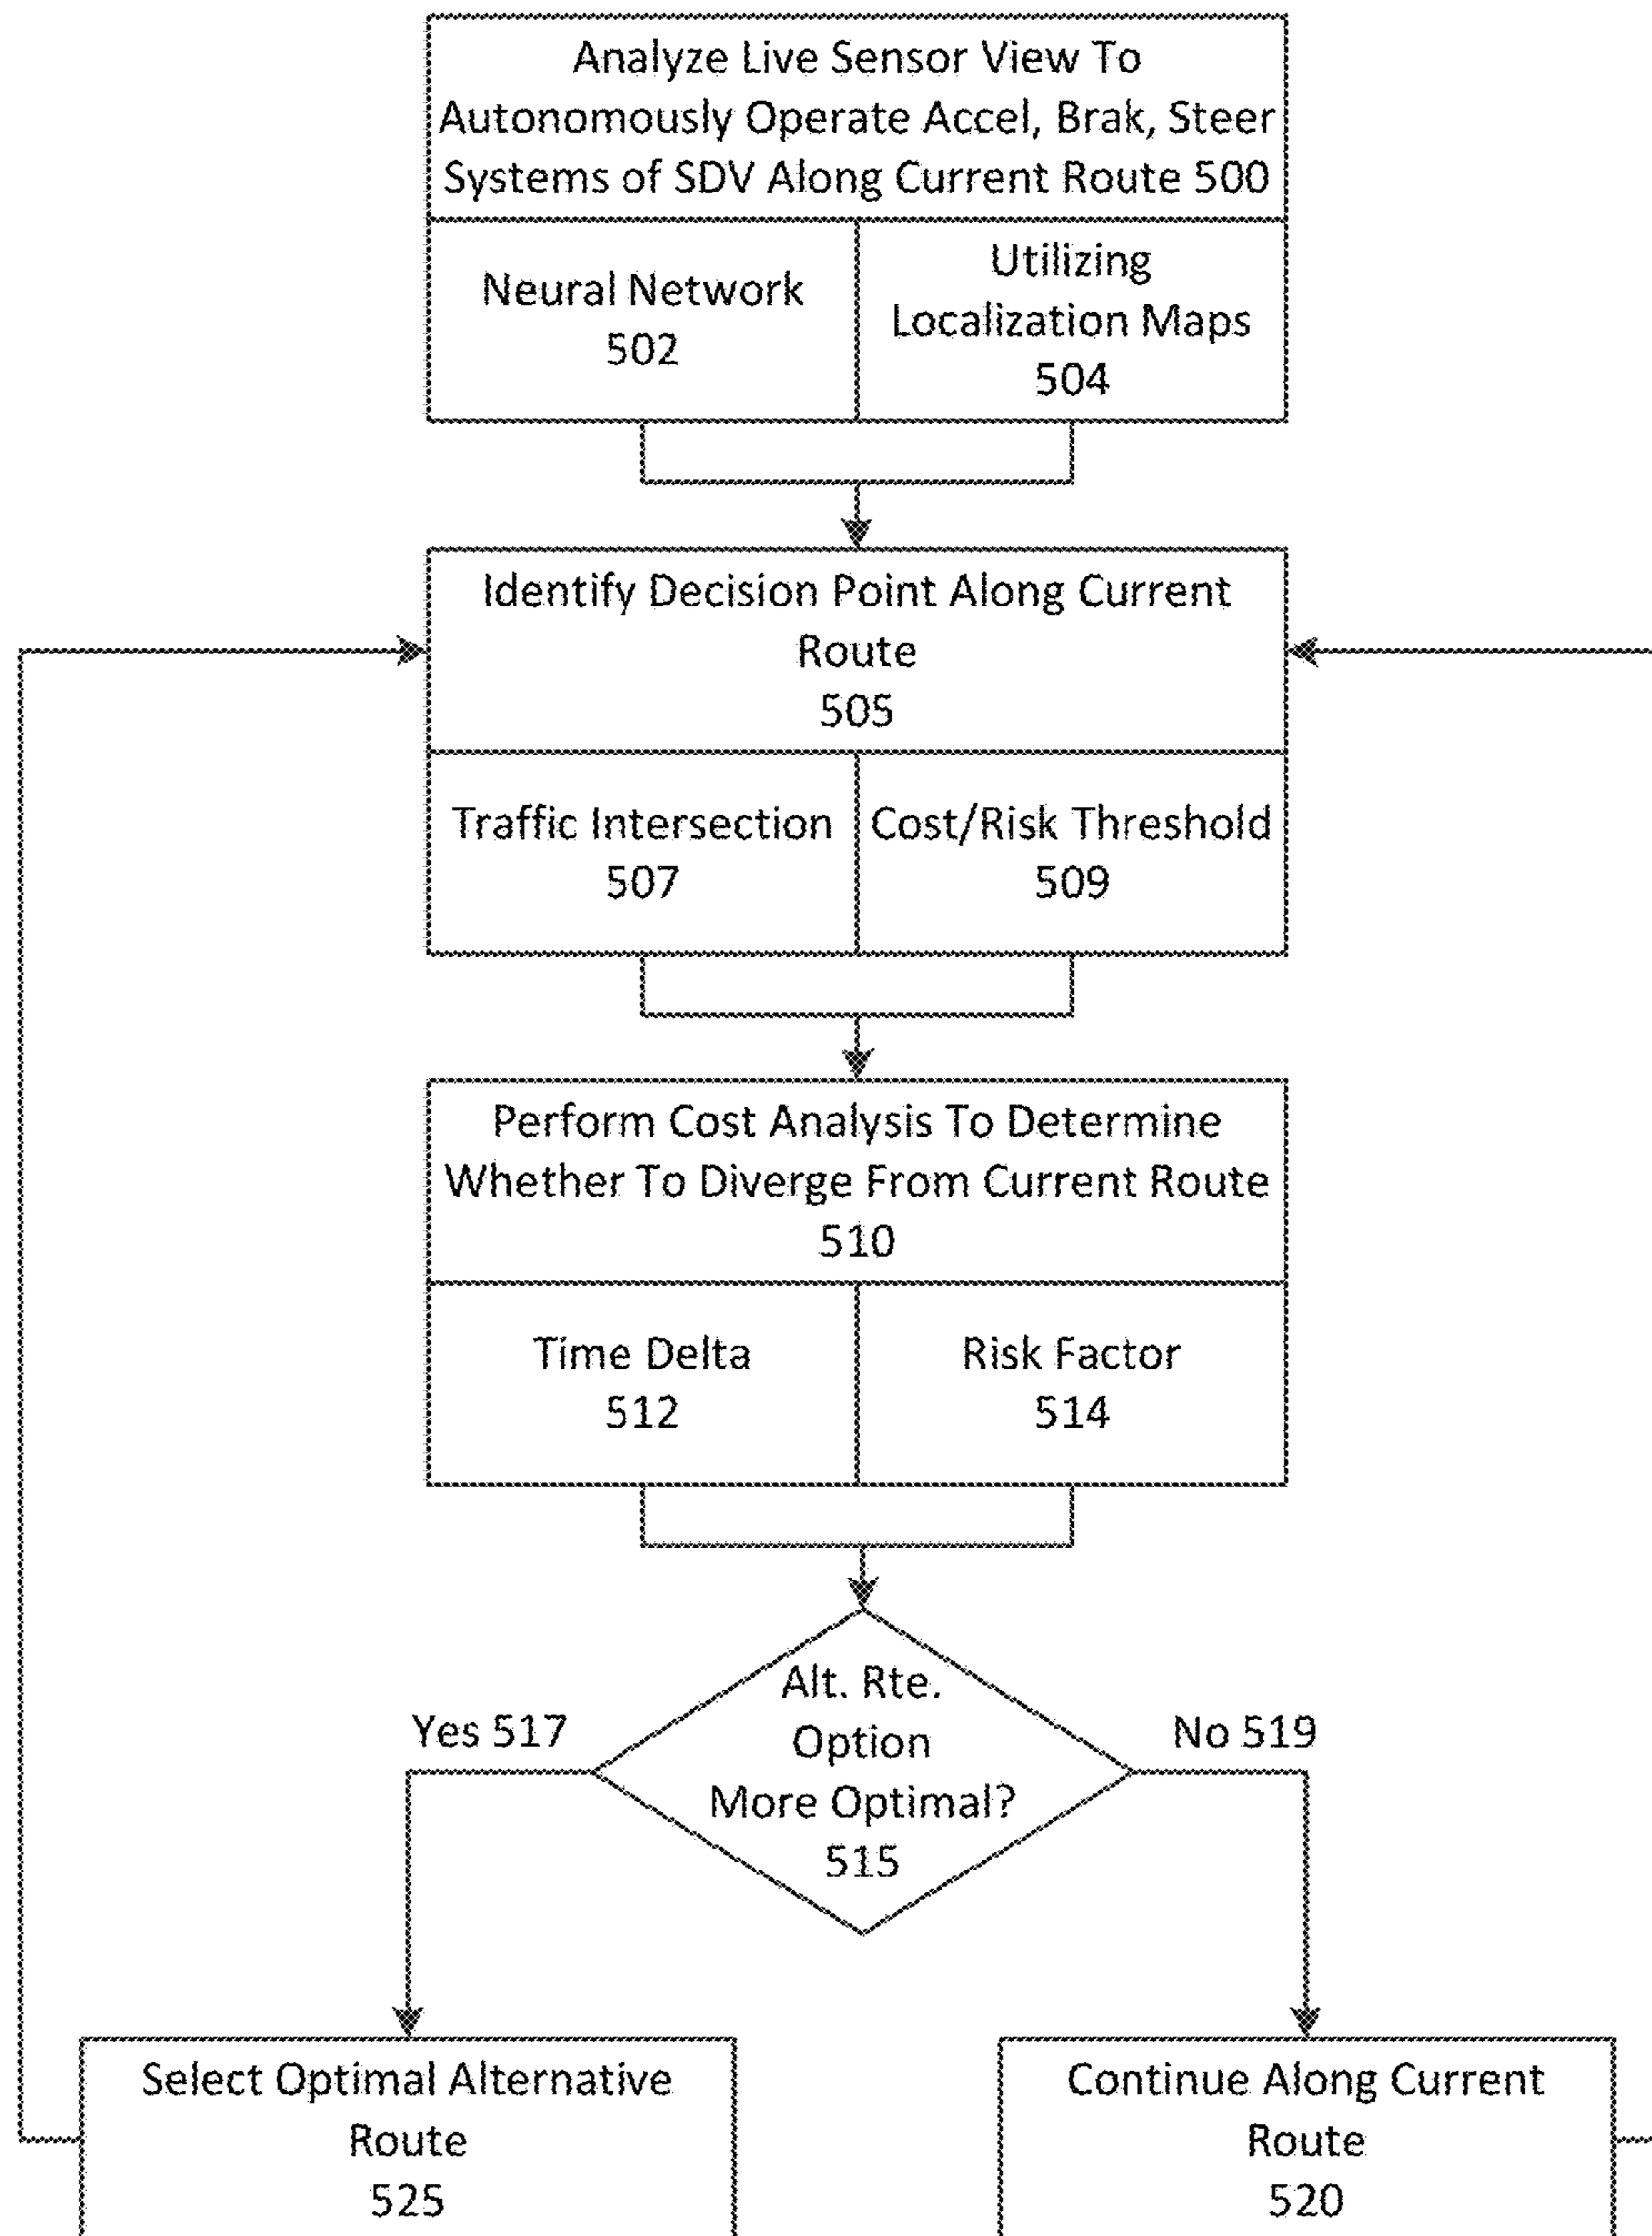 Analyze Live Sensor View To
Autonomously Operate Accel, Brak, Steer
Systems of SDV Along Current Route 500
Neural Network
502
Utilizing
Localization Maps
504
Identify Decision Point Along Current
Route
505
Traffic Intersection
507
Cost/Risk Threshold
509
Perform Cost Analysis To Determine
Whether To Diverge From Current Route
510
Time Delta
512
Risk Factor
514
Alt. Rte.
Option
More Optimal?
515
Yes 517
No 519
Select Optimal Alternative
Route
525
Continue Along Current
Route
520